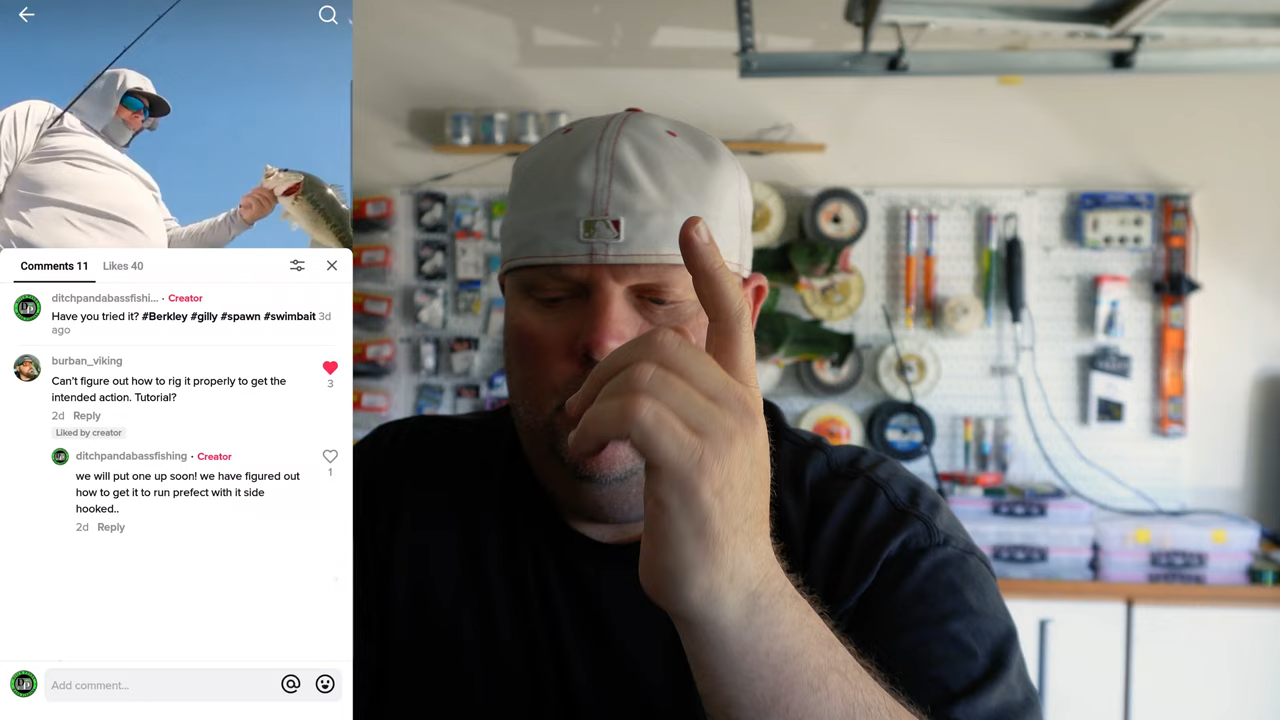 Comments 11
Likes 40
ditchpandabassfishi... · Creator
Have you tried it? #Berkley #gilly #spawn #swimbait 3d
ago
burban_viking
Can't figure out how to rig it properly to get the
intended action. Tutorial?
3
2d Reply
Liked by creator
ditchpandabassfishing · Creator
we will put one up soon! we have figured out
how to get it to run prefect with it side
hooked..
1
2d Reply
Add comment...